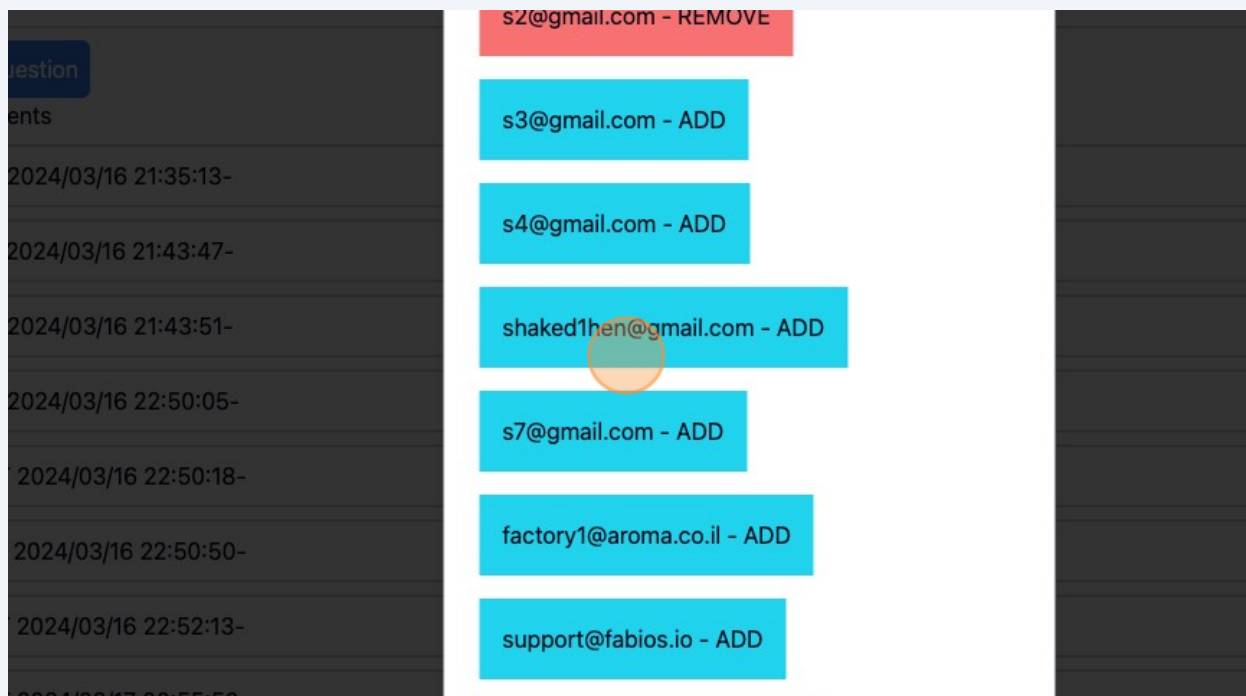 s2@gmail.com - REMOVE
uestion
ents
2024/03/16 21:35:13-
2024/03/16 21:43:47-
2024/03/16 21:43:51-
2024/03/16 22:50:05-
2024/03/16 22:50:18-
2024/03/16 22:50:50-
2024/03/16 22:52:13-
s3@gmail.com - ADD
s4@gmail.com - ADD
shaked1hen@gmail.com - ADD
s7@gmail.com - ADD
factory1@aroma.co.il - ADD
support@fabios.io - ADD